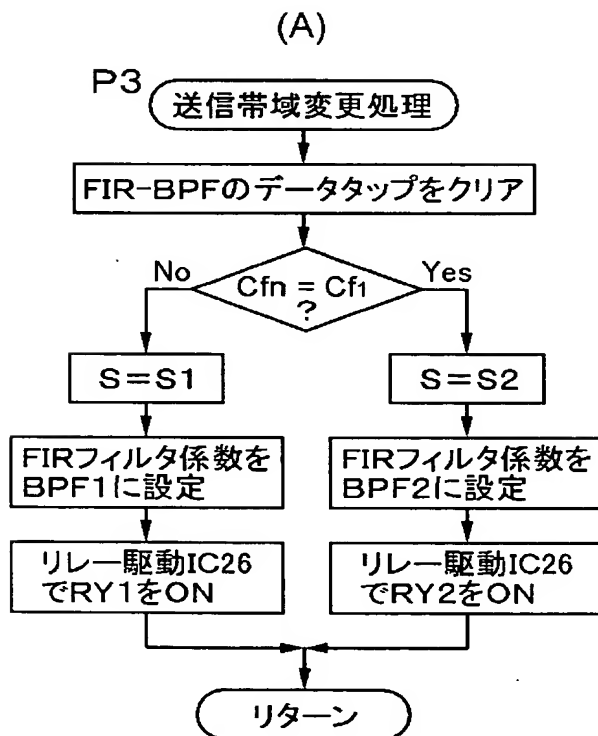 (A)
P3
送信帯域変更処理
FIR-BPFのデータタップをクリア
No
Cfn = Cf1
?
Yes
S=S1
S=S2
FIRフィルタ係数を
BPF1に設定
FIRフィルタ係数を
BPF2に設定
リレー駆動IC26
でRY1をON
リレー駆動IC26
でRY2をON
リターン